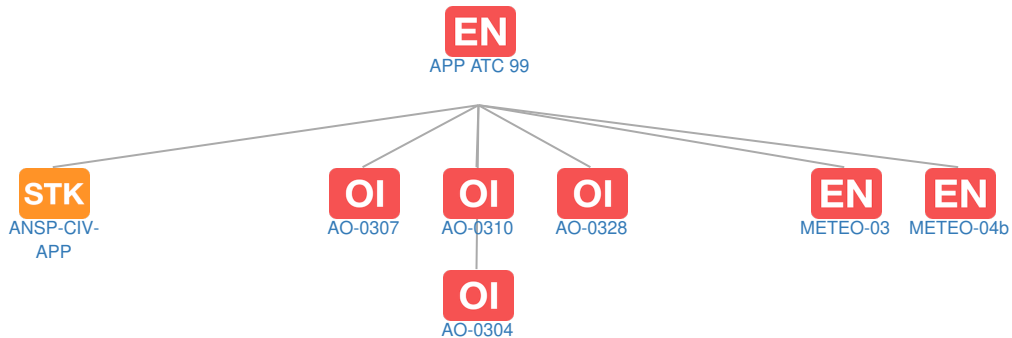 EN
APP ATC 99
STK
ANSP-CIV-
APP
OI
AO-0307
OI
AO-0310
OI
AO-0328
EN
METEO-03
EN
METEO-04b
OI
AO-0304